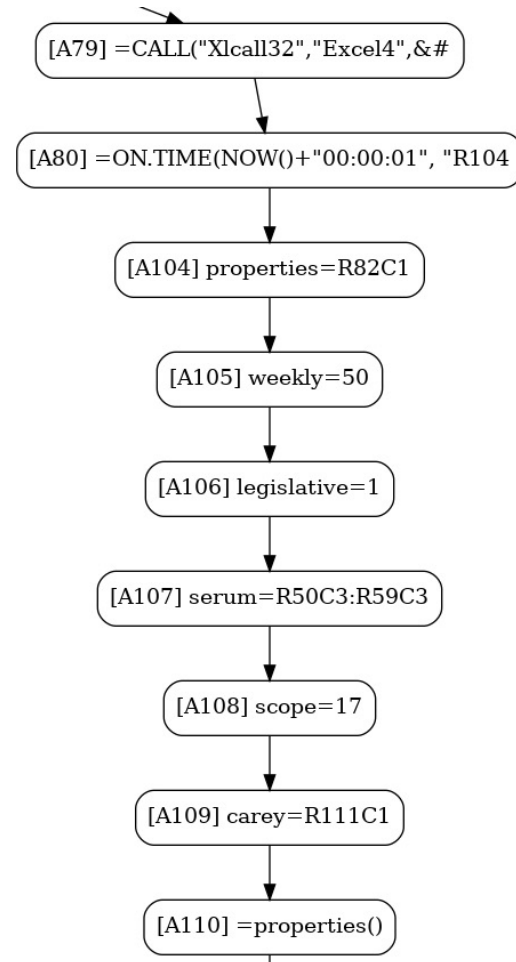 [A79] =CALL("Xlcall32","Excel4",&#
[A80] =ON.TIME(NOW()+"00:00:01", "R104
[A104] properties=R82C1
[A105] weekly=50
[A106] legislative=1
[A107] serum=R50C3:R59C3
[A108] scope=17
[A109] carey=R111C1
[A110] =properties()